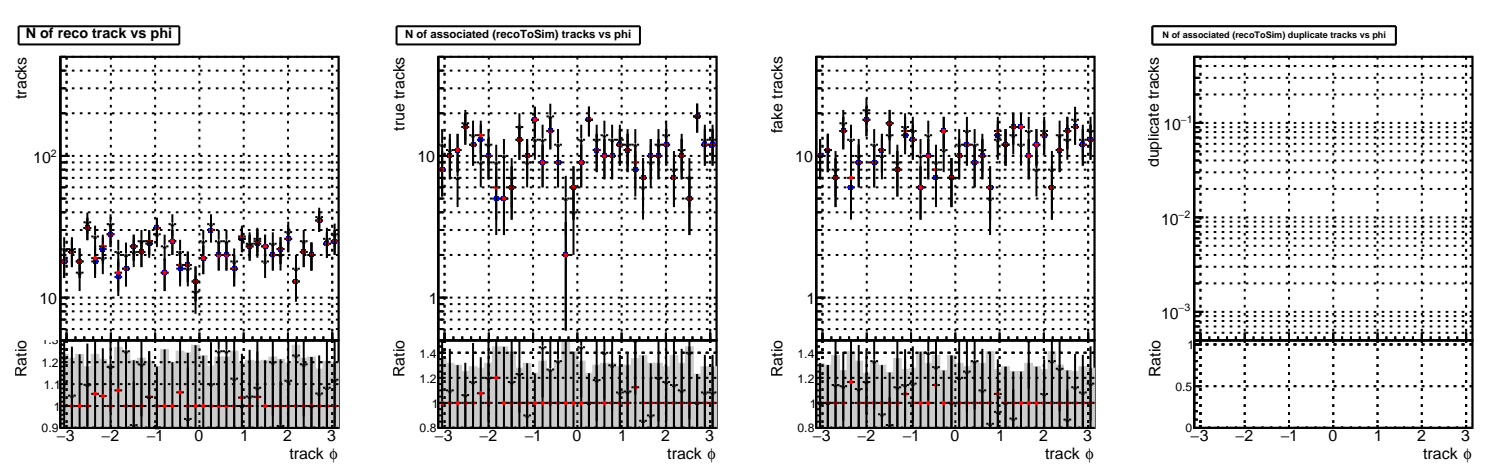 N of reco track vs phi
tracks
10²
10
Ratio
1.3
1.2
1.1
1
0.9
−3 −2 −1 0 1 2 3
track ϕ
N of associated (recoToSim) tracks vs phi
true tracks
10
1
Ratio
1.4
1.2
1
0.8
−3 −2 −1 0 1 2 3
track ϕ
fake tracks
10
1
Ratio
1.4
1.2
1
0.8
−3 −2 −1 0 1 2 3
track ϕ
N of associated (recoToSim) duplicate tracks vs phi
duplicate tracks
10⁻¹
10⁻²
10⁻³
Ratio
1
0.5
0
−3 −2 −1 0 1 2 3
track ϕ